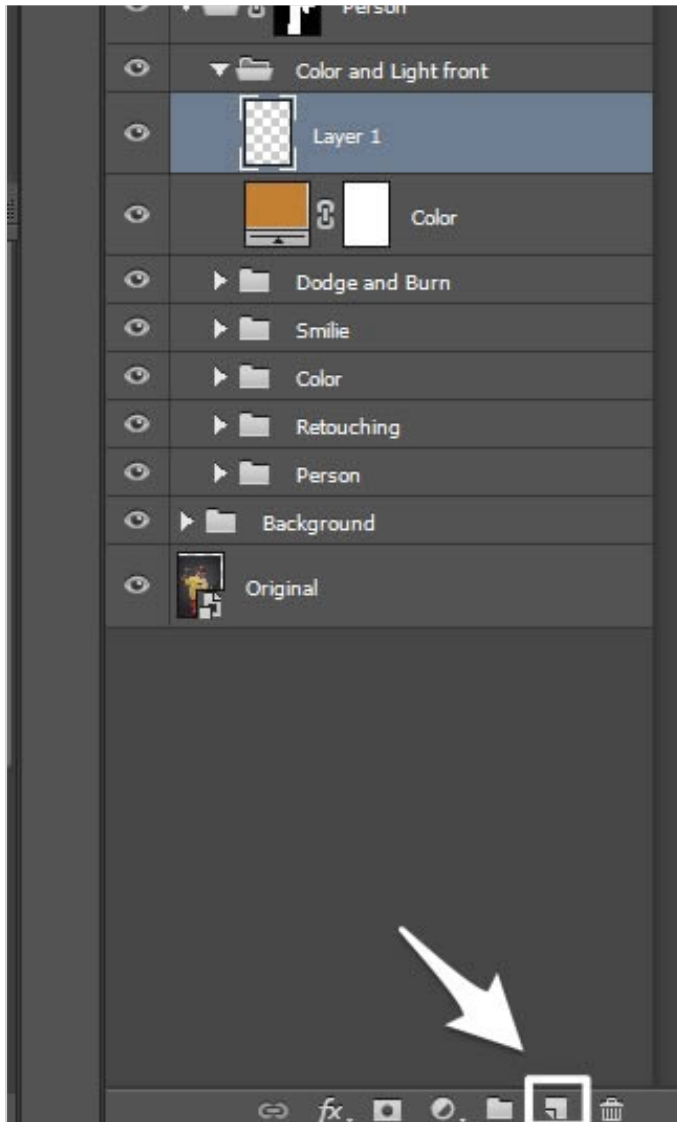 Person
Color and Light front
Layer 1
Color
Dodge and Burn
Smilie
Color
Retouching
Person
Background
Original
fx.